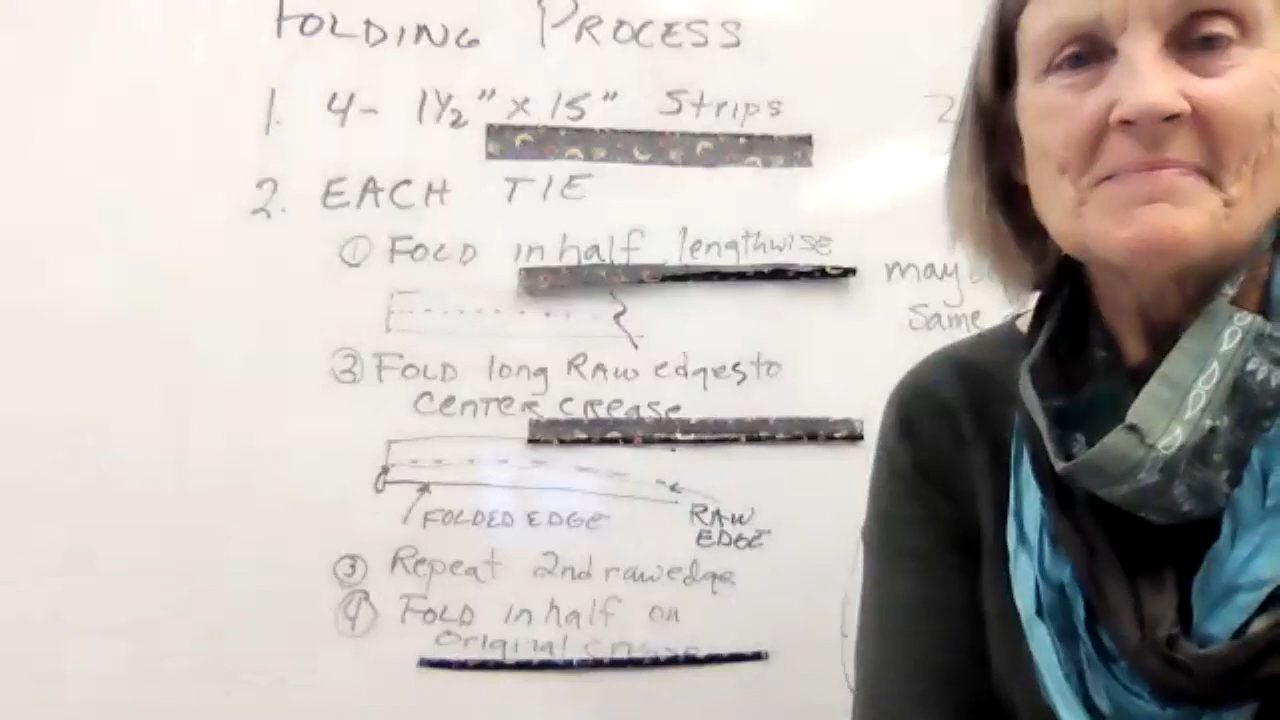 FOLDING PROCESS
1. 4- 1½" x 15" Strips
2. EACH TIE
① FOLD in half lengthwise
may
Same
③ FOLD long RAW edges to
CENTER CREASE
FOLDED EDGE
RAW
EDGE
③ Repeat 2nd raw edge
④ FOLD in half on
original